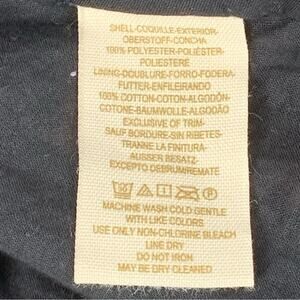 SHELL-COQUILLE-EXTERIOR-
OBERSTOFF-CONCHA
100% POLYESTER-POLIÉSTER-
POLIESTERE
LINING-DOUBLURE-FORRO-FODERA-
FUTTER-ENFILEIRANDO
100% COTTON-COTON-ALGODÓN-
COTONE-BAUMWOLLE-ALGODÃO
EXCLUSIVE OF TRIM-
SAUF BORDURE-SIN RIBETES-
TRANNE LA FINITURA-
AUSSER BESATZ-
EXCEPTO DEBRUM/REMATE
MACHINE WASH COLD GENTLE
WITH LIKE COLORS
USE ONLY NON-CHLORINE BLEACH
LINE DRY
DO NOT IRON
MAY BE DRY CLEANED